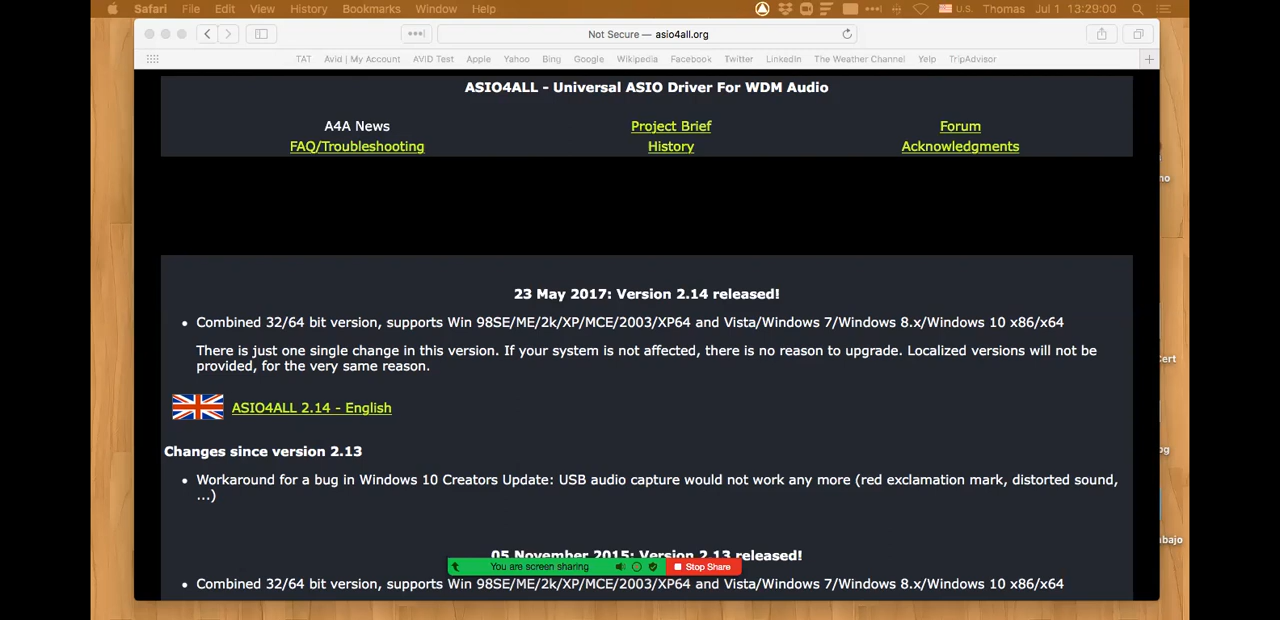 Safari File Edit View History Bookmarks Window Help U.S. Thomas Jul 1 13:29:00
Not Secure — asio4all.org
TAT Avid | My Account AVID Test Apple Yahoo Bing Google Wikipedia Facebook Twitter LinkedIn The Weather Channel Yelp TripAdvisor
ASIO4ALL - Universal ASIO Driver For WDM Audio
A4A News Project Brief Forum
FAQ/Troubleshooting History Acknowledgments
no
23 May 2017: Version 2.14 released!
• Combined 32/64 bit version, supports Win 98SE/ME/2k/XP/MCE/2003/XP64 and Vista/Windows 7/Windows 8.x/Windows 10 x86/x64
There is just one single change in this version. If your system is not affected, there is no reason to upgrade. Localized versions will not be
provided, for the very same reason.
ASIO4ALL 2.14 - English
Changes since version 2.13
• Workaround for a bug in Windows 10 Creators Update: USB audio capture would not work any more (red exclamation mark, distorted sound,
...)
05 November 2015: Version 2.13 released!
You are screen sharing Stop Share
• Combined 32/64 bit version, supports Win 98SE/ME/2k/XP/MCE/2003/XP64 and Vista/Windows 7/Windows 8.x/Windows 10 x86/x64